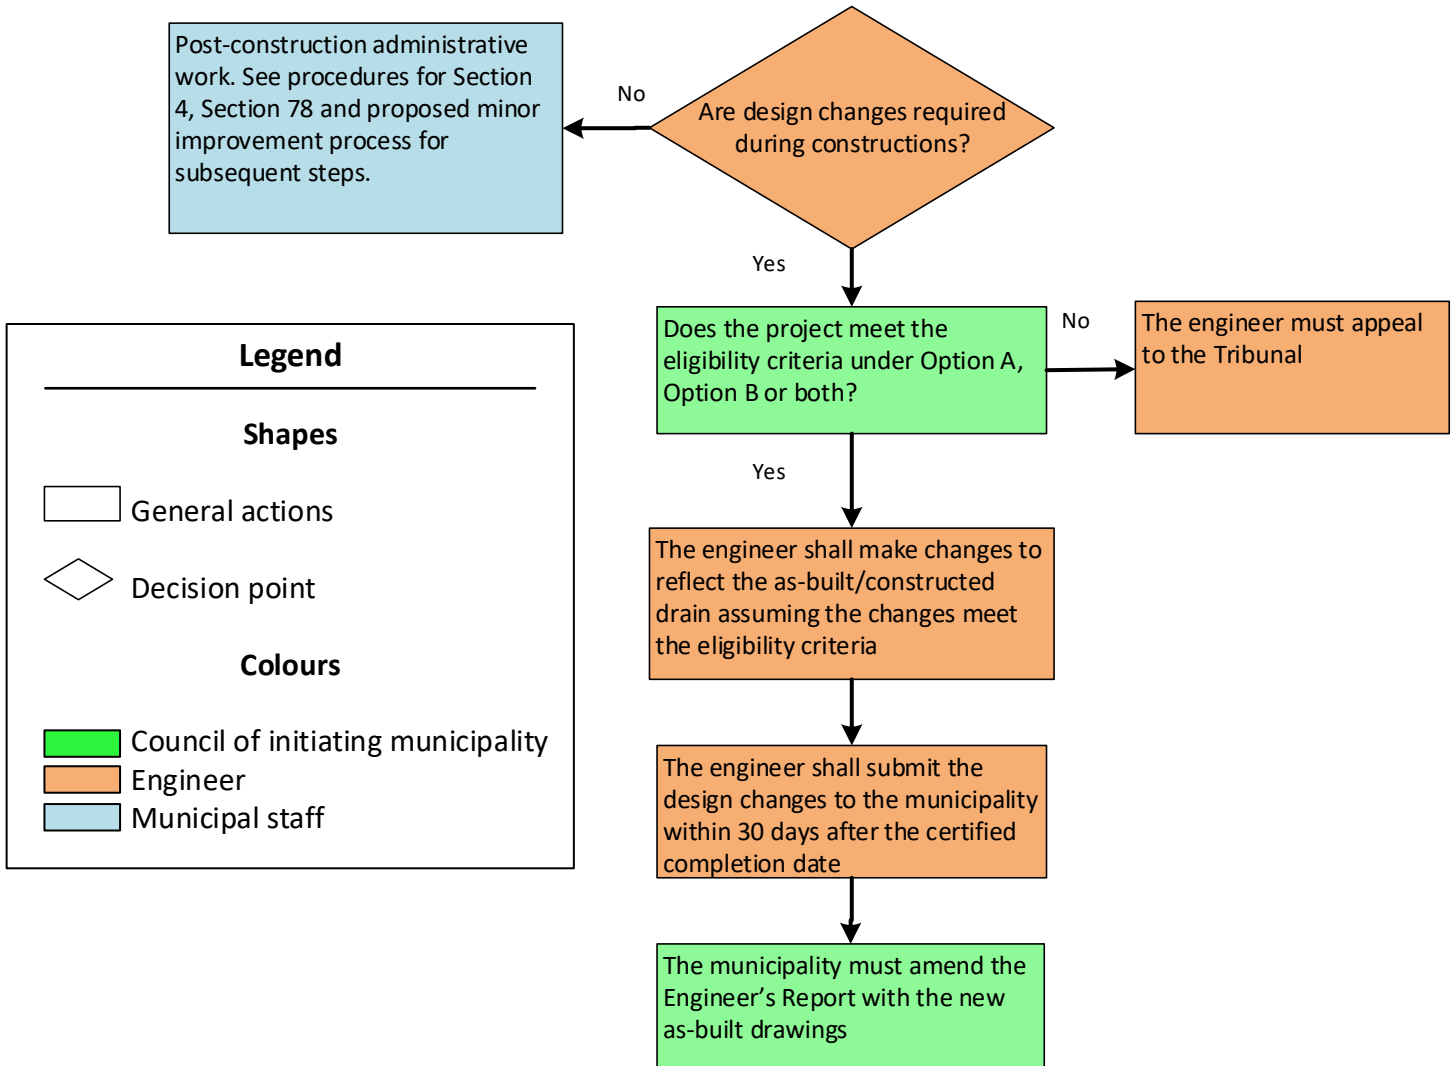 Post-construction administrative
work. See procedures for Section
4, Section 78 and proposed minor
improvement process for
subsequent steps.
No
Are design changes required
during constructions?
Yes
Does the project meet the
eligibility criteria under Option A,
Option B or both?
No
The engineer must appeal
to the Tribunal
Yes
The engineer shall make changes to
reflect the as-built/constructed
drain assuming the changes meet
the eligibility criteria
The engineer shall submit the
design changes to the municipality
within 30 days after the certified
completion date
The municipality must amend the
Engineer’s Report with the new
as-built drawings
Legend
Shapes
General actions
Decision point
Colours
Council of initiating municipality
Engineer
Municipal staff